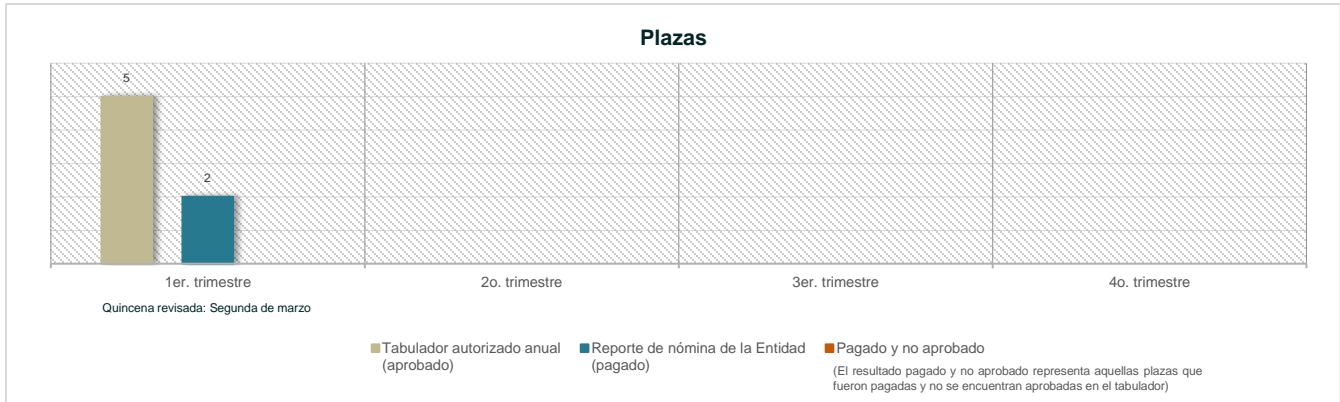 Plazas
5
2
1er. trimestre
2o. trimestre
3er. trimestre
4o. trimestre
Quincena revisada: Segunda de marzo
Tabulador autorizado anual
(aprobado)
Reporte de nómina de la Entidad
(pagado)
Pagado y no aprobado
(El resultado pagado y no aprobado representa aquellas plazas que
fueron pagadas y no se encuentran aprobadas en el tabulador)